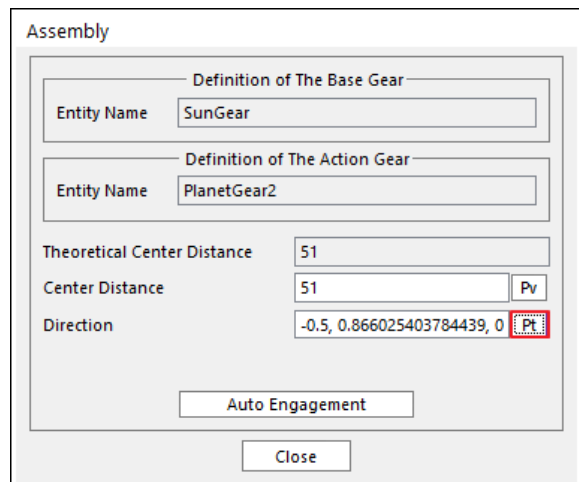 Assembly
Definition of The Base Gear
Entity Name SunGear
Definition of The Action Gear
Entity Name PlanetGear2
Theoretical Center Distance 51
Center Distance 51 Pv
Direction -0.5, 0.866025403784439, 0 Pt
Auto Engagement
Close